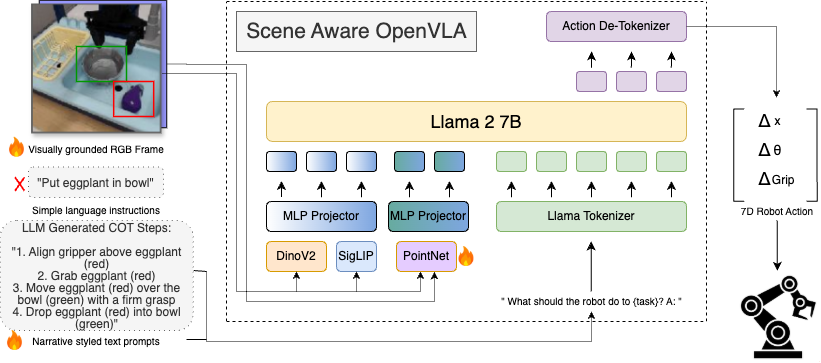 Scene Aware OpenVLA
Action De-Tokenizer
Llama 2 7B
Δ x
Δ θ
Δ Grip
7D Robot Action
Visually grounded RGB Frame
"Put eggplant in bowl"
Simple language instructions
MLP Projector
MLP Projector
Llama Tokenizer
DinoV2
SigLIP
PointNet
LLM Generated COT Steps:
"1. Align gripper above eggplant
(red)
2. Grab eggplant (red)
3. Move eggplant (red) over the
bowl (green) with a firm grasp
4. Drop eggplant (red) into bowl
(green)"
Narrative styled text prompts
" What should the robot do to {task}? A: "